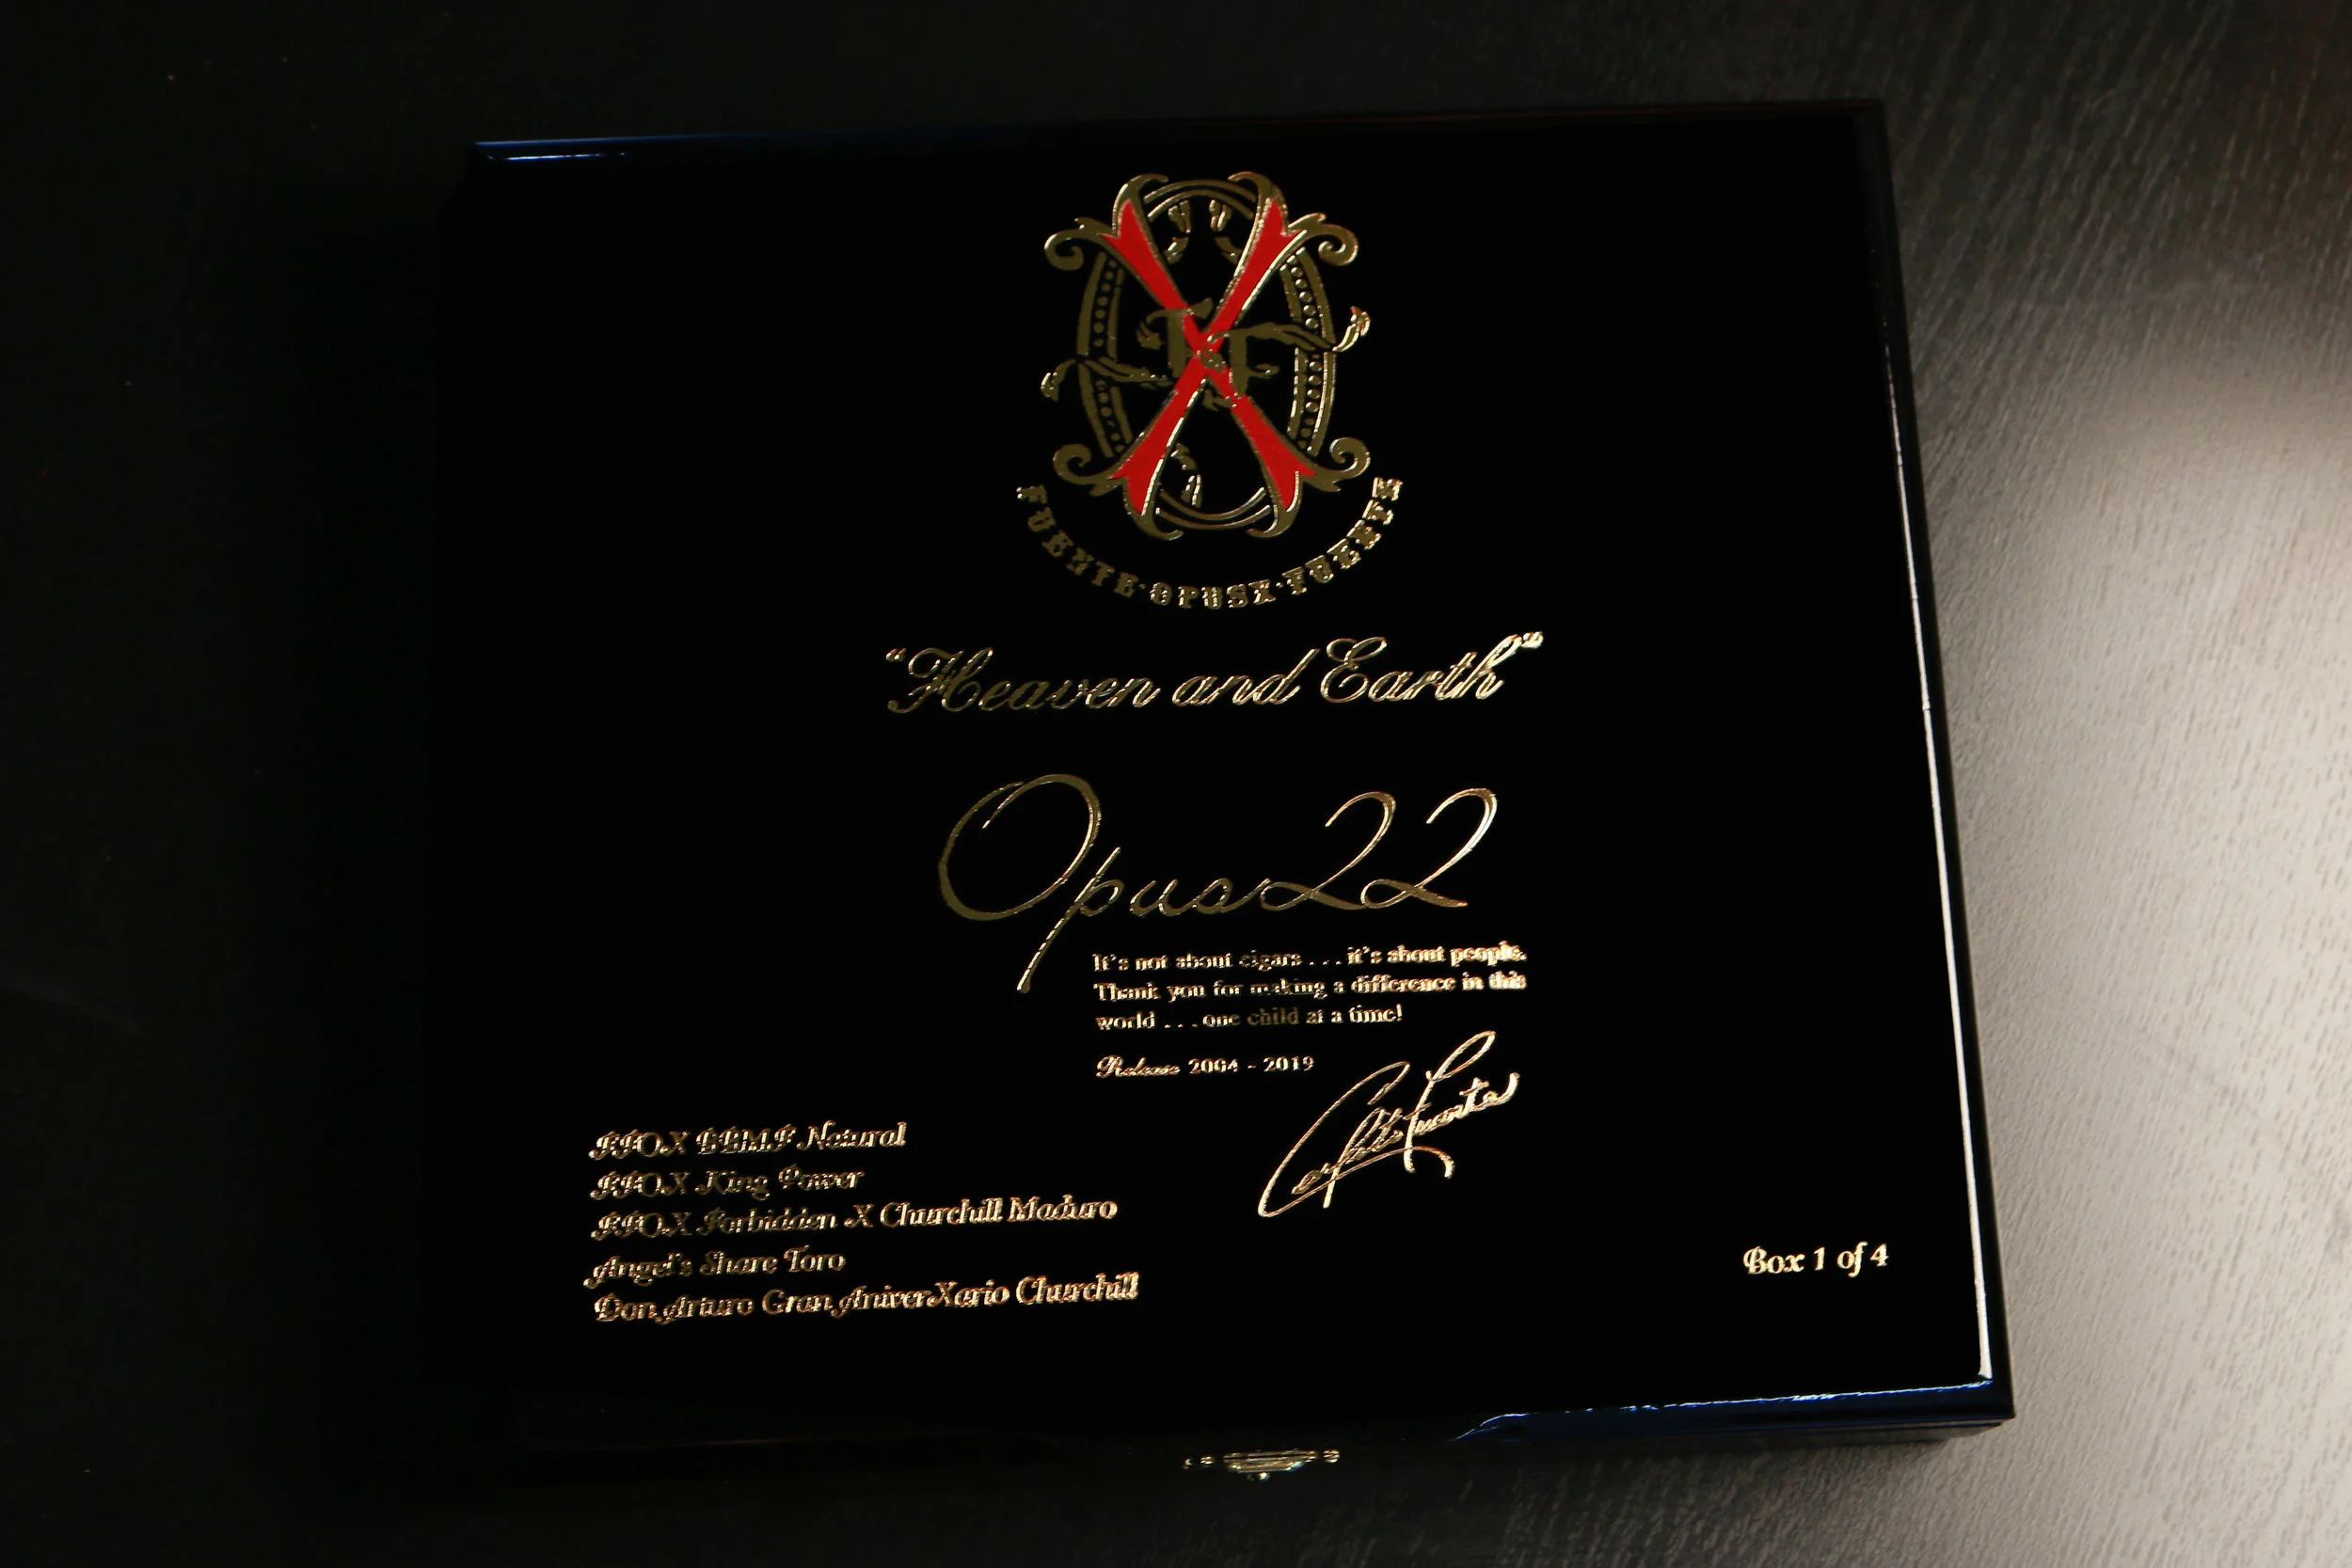 FUENTE·OPUSX·FUENTE
"Heaven and Earth"
Opus22
It's not about cigars . . . it's about people.
Thank you for making a difference in this
world . . . one child at a time!
Release 2004 - 2019
Carlito Fuente
FFOX BBMF Natural
FFOX King Power
FFOX Forbidden X Churchill Maduro
Angel's Share Toro
Don Arturo Gran AniverXario Churchill
Box 1 of 4